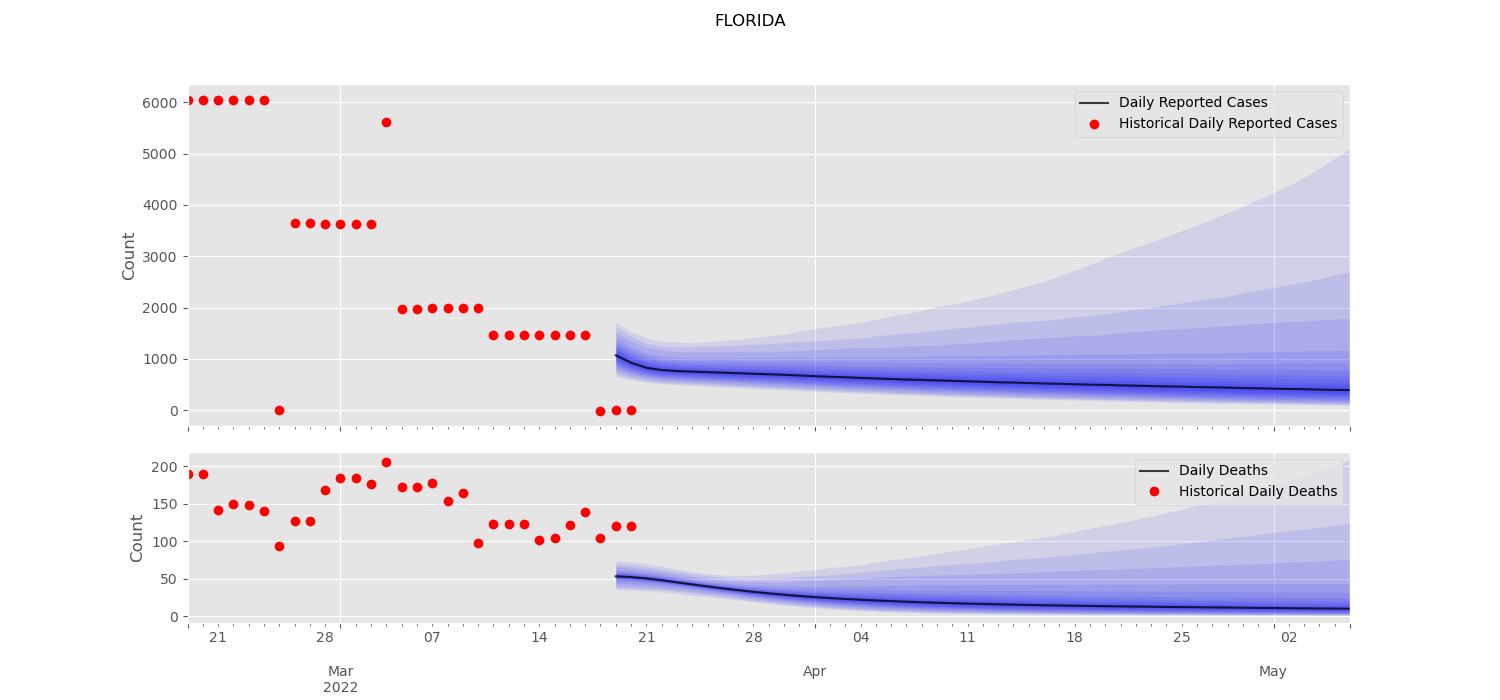 FLORIDA
6000
5000
4000
3000
2000
1000
0
Count
Daily Reported Cases
Historical Daily Reported Cases
200
150
100
50
0
Count
Daily Deaths
Historical Daily Deaths
21 28 07 14 21 28 04 11 18 25 02
Mar Apr May
2022